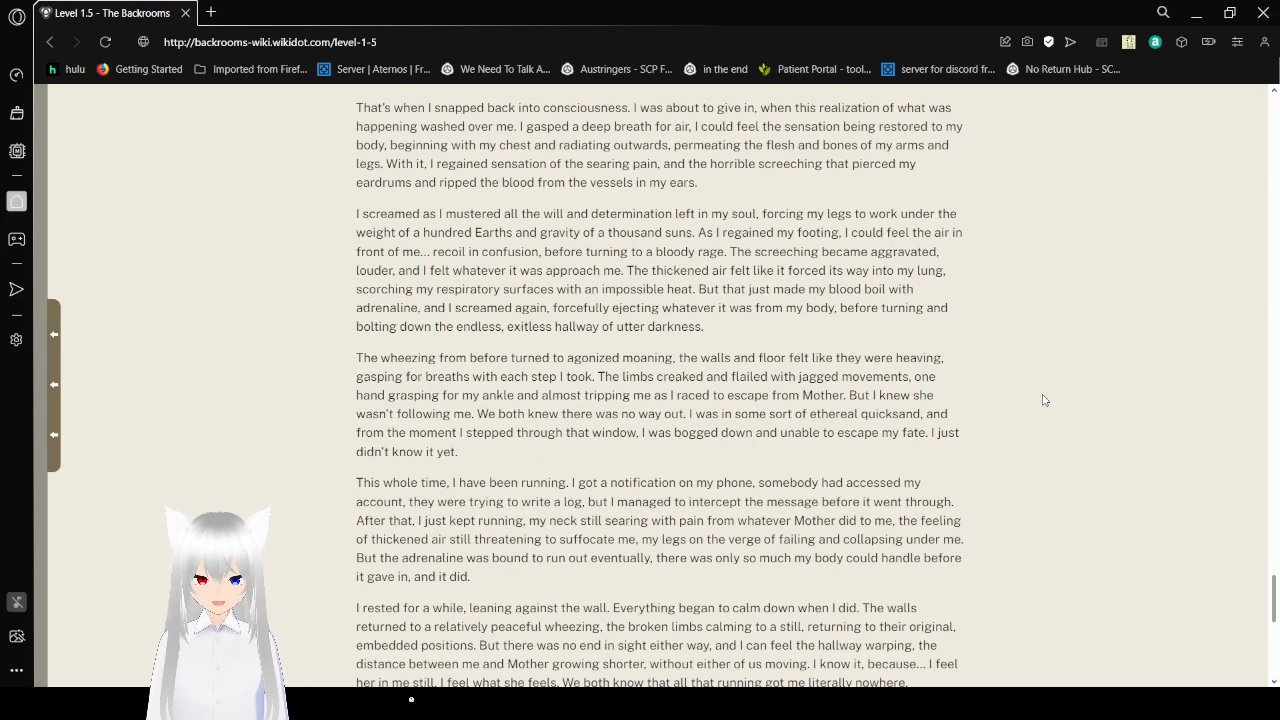 Level 1.5 - The Backrooms
http://backrooms-wiki.wikidot.com/level-1-5
hulu
Getting Started
Imported from Firef...
Server | Aternos | Fr...
We Need To Talk A...
Austringers - SCP F...
in the end
Patient Portal - tool...
server for discord fr...
No Return Hub - SC...
That's when I snapped back into consciousness. I was about to give in, when this realization of what was
happening washed over me. I gasped a deep breath for air, I could feel the sensation being restored to my
body, beginning with my chest and radiating outwards, permeating the flesh and bones of my arms and
legs. With it, I regained sensation of the searing pain, and the horrible screeching that pierced my
eardrums and ripped the blood from the vessels in my ears.
I screamed as I mustered all the will and determination left in my soul, forcing my legs to work under the
weight of a hundred Earths and gravity of a thousand suns. As I regained my footing, I could feel the air in
front of me... recoil in confusion, before turning to a bloody rage. The screeching became aggravated,
louder, and I felt whatever it was approach me. The thickened air felt like it forced its way into my lung,
scorching my respiratory surfaces with an impossible heat. But that just made my blood boil with
adrenaline, and I screamed again, forcefully ejecting whatever it was from my body, before turning and
bolting down the endless, exitless hallway of utter darkness.
The wheezing from before turned to agonized moaning, the walls and floor felt like they were heaving,
gasping for breaths with each step I took. The limbs creaked and flailed with jagged movements, one
hand grasping for my ankle and almost tripping me as I raced to escape from Mother. But I knew she
wasn't following me. We both knew there was no way out. I was in some sort of ethereal quicksand, and
from the moment I stepped through that window, I was bogged down and unable to escape my fate. I just
didn't know it yet.
This whole time, I have been running. I got a notification on my phone, somebody had accessed my
account, they were trying to write a log, but I managed to intercept the message before it went through.
After that, I just kept running, my neck still searing with pain from whatever Mother did to me, the feeling
of thickened air still threatening to suffocate me, my legs on the verge of failing and collapsing under me.
But the adrenaline was bound to run out eventually, there was only so much my body could handle before
it gave in, and it did.
I rested for a while, leaning against the wall. Everything began to calm down when I did. The walls
returned to a relatively peaceful wheezing, the broken limbs calming to a still, returning to their original,
embedded positions. But there was no end in sight either way, and I can feel the hallway warping, the
distance between me and Mother growing shorter, without either of us moving. I know it, because... I feel
her in me still. I feel what she feels. We both know that all that running got me literally nowhere.